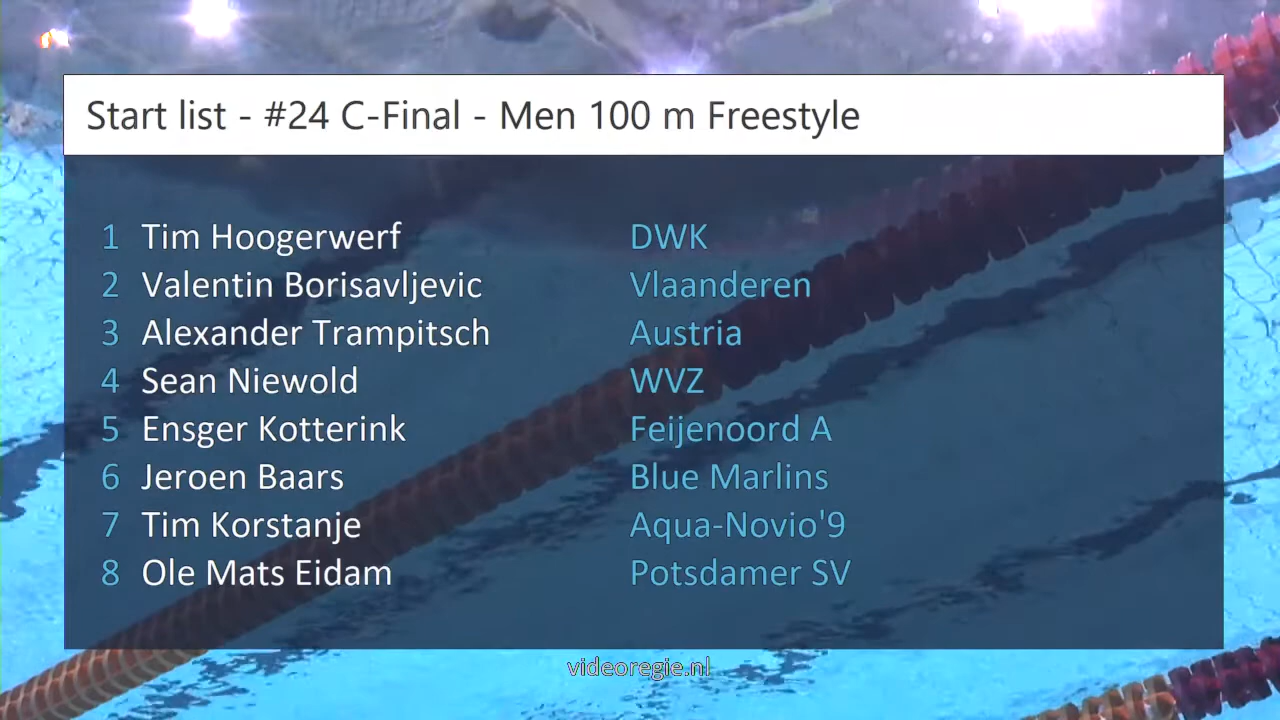 Start list - #24 C-Final - Men 100 m Freestyle
1 Tim Hoogerwerf DWK
2 Valentin Borisavljevic Vlaanderen
3 Alexander Trampitsch Austria
4 Sean Niewold WVZ
5 Ensger Kotterink Feijenoord A
6 Jeroen Baars Blue Marlins
7 Tim Korstanje Aqua-Novio'9
8 Ole Mats Eidam Potsdamer SV
videoregie.nl